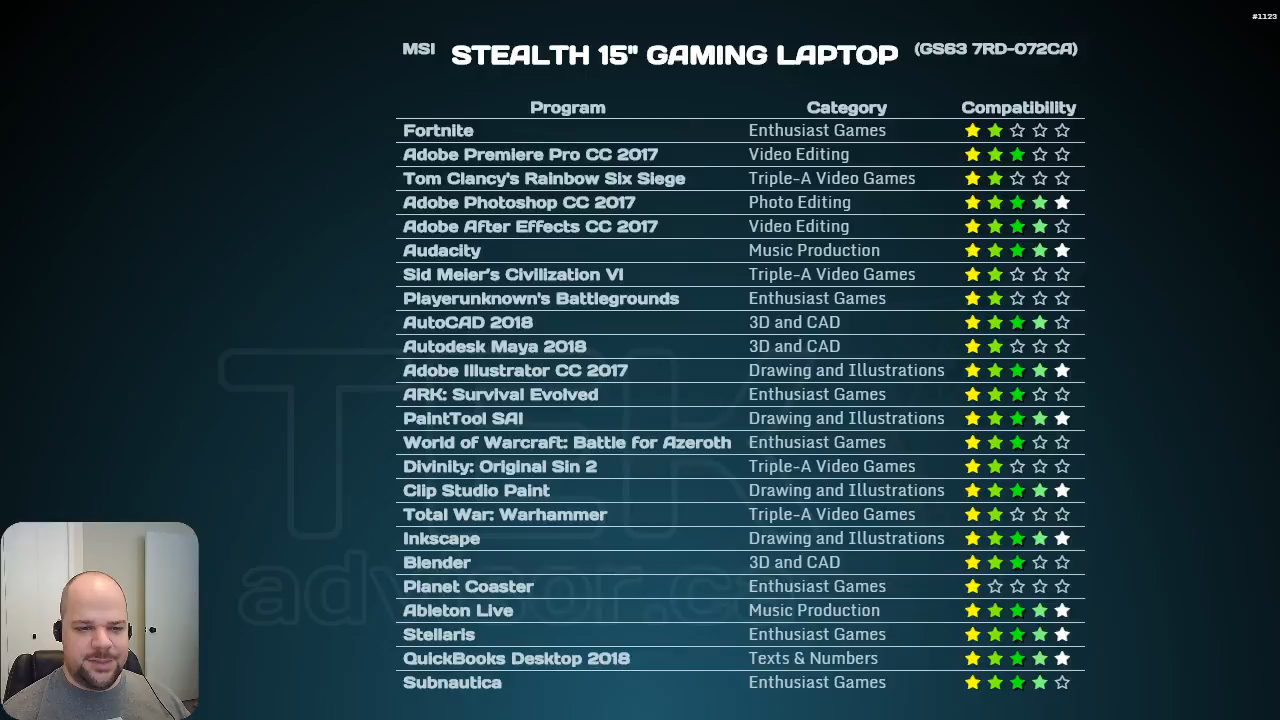 #1123
MSI STEALTH 15" GAMING LAPTOP (GS63 7RD-072CA)
Program Category Compatibility
Fortnite Enthusiast Games
Adobe Premiere Pro CC 2017 Video Editing
Tom Clancy's Rainbow Six Siege Triple-A Video Games
Adobe Photoshop CC 2017 Photo Editing
Adobe After Effects CC 2017 Video Editing
Audacity Music Production
Sid Meier's Civilization VI Triple-A Video Games
Playerunknown's Battlegrounds Enthusiast Games
AutoCAD 2018 3D and CAD
Autodesk Maya 2018 3D and CAD
Adobe Illustrator CC 2017 Drawing and Illustrations
ARK: Survival Evolved Enthusiast Games
PaintTool SAI Drawing and Illustrations
World of Warcraft: Battle for Azeroth Enthusiast Games
Divinity: Original Sin 2 Triple-A Video Games
Clip Studio Paint Drawing and Illustrations
Total War: Warhammer Triple-A Video Games
Inkscape Drawing and Illustrations
Blender 3D and CAD
Planet Coaster Enthusiast Games
Ableton Live Music Production
Stellaris Enthusiast Games
QuickBooks Desktop 2018 Texts & Numbers
Subnautica Enthusiast Games